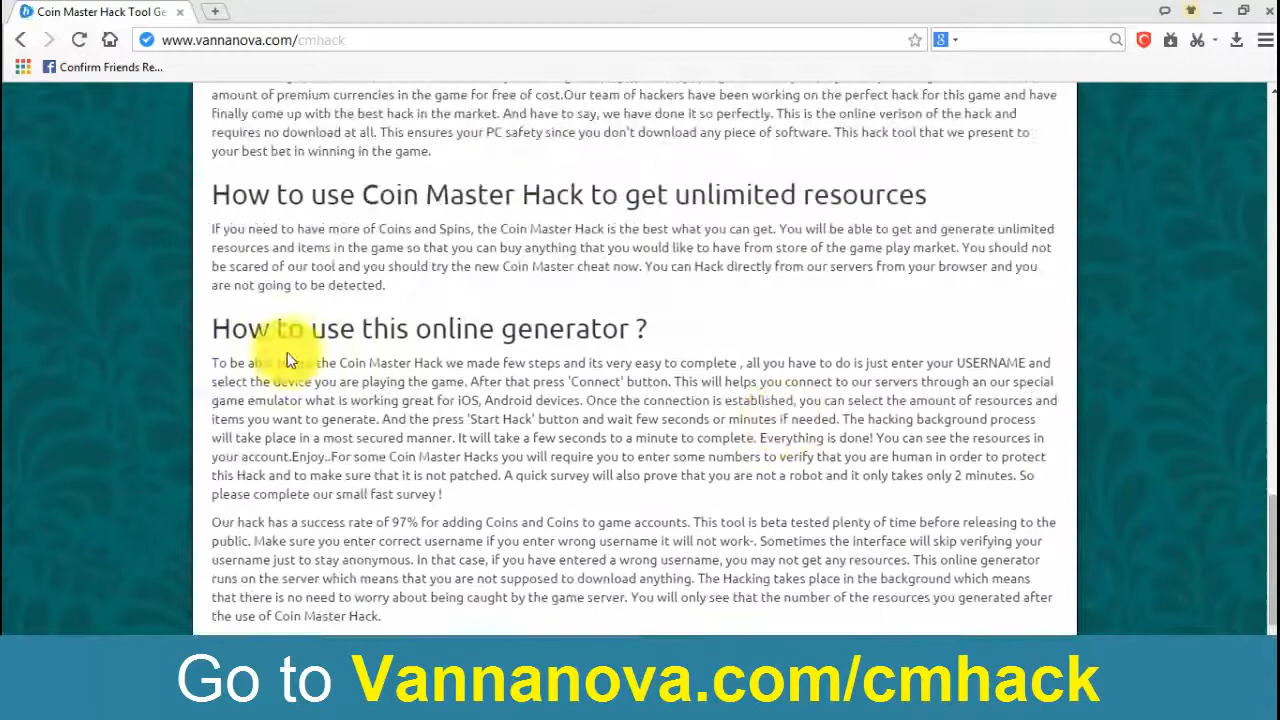 Coin Master Hack Tool Ge
www.vannanova.com/cmhack
Confirm Friends Re...
amount of premium currencies in the game for free of cost.Our team of hackers have been working on the perfect hack for this game and have
finally come up with the best hack in the market. And have to say, we have done it so perfectly. This is the online verison of the hack and
requires no download at all. This ensures your PC safety since you don't download any piece of software. This hack tool that we present to
your best bet in winning in the game.
How to use Coin Master Hack to get unlimited resources
If you need to have more of Coins and Spins, the Coin Master Hack is the best what you can get. You will be able to get and generate unlimited
resources and items in the game so that you can buy anything that you would like to have from store of the game play market. You should not
be scared of our tool and you should try the new Coin Master cheat now. You can Hack directly from our servers from your browser and you
are not going to be detected.
How to use this online generator ?
To be the Coin Master Hack we made few steps and its very easy to complete , all you have to do is just enter your USERNAME and
select the device you are playing the game. After that press 'Connect' button. This will helps you connect to our servers through an our special
game emulator what is working great for iOS, Android devices. Once the connection is established, you can select the amount of resources and
items you want to generate. And the press 'Start Hack' button and wait few seconds or minutes if needed. The hacking background process
will take place in a most secured manner. It will take a few seconds to a minute to complete. Everything is done! You can see the resources in
your account.Enjoy..For some Coin Master Hacks you will require you to enter some numbers to verify that you are human in order to protect
this Hack and to make sure that it is not patched. A quick survey will also prove that you are not a robot and it only takes only 2 minutes. So
please complete our small fast survey !
Our hack has a success rate of 97% for adding Coins and Coins to game accounts. This tool is beta tested plenty of time before releasing to the
public. Make sure you enter correct username if you enter wrong username it will not work-. Sometimes the interface will skip verifying your
username just to stay anonymous. In that case, if you have entered a wrong username, you may not get any resources. This online generator
runs on the server which means that you are not supposed to download anything. The Hacking takes place in the background which means
that there is no need to worry about being caught by the game server. You will only see that the number of the resources you generated after
the use of Coin Master Hack.
Go to Vannanova.com/cmhack